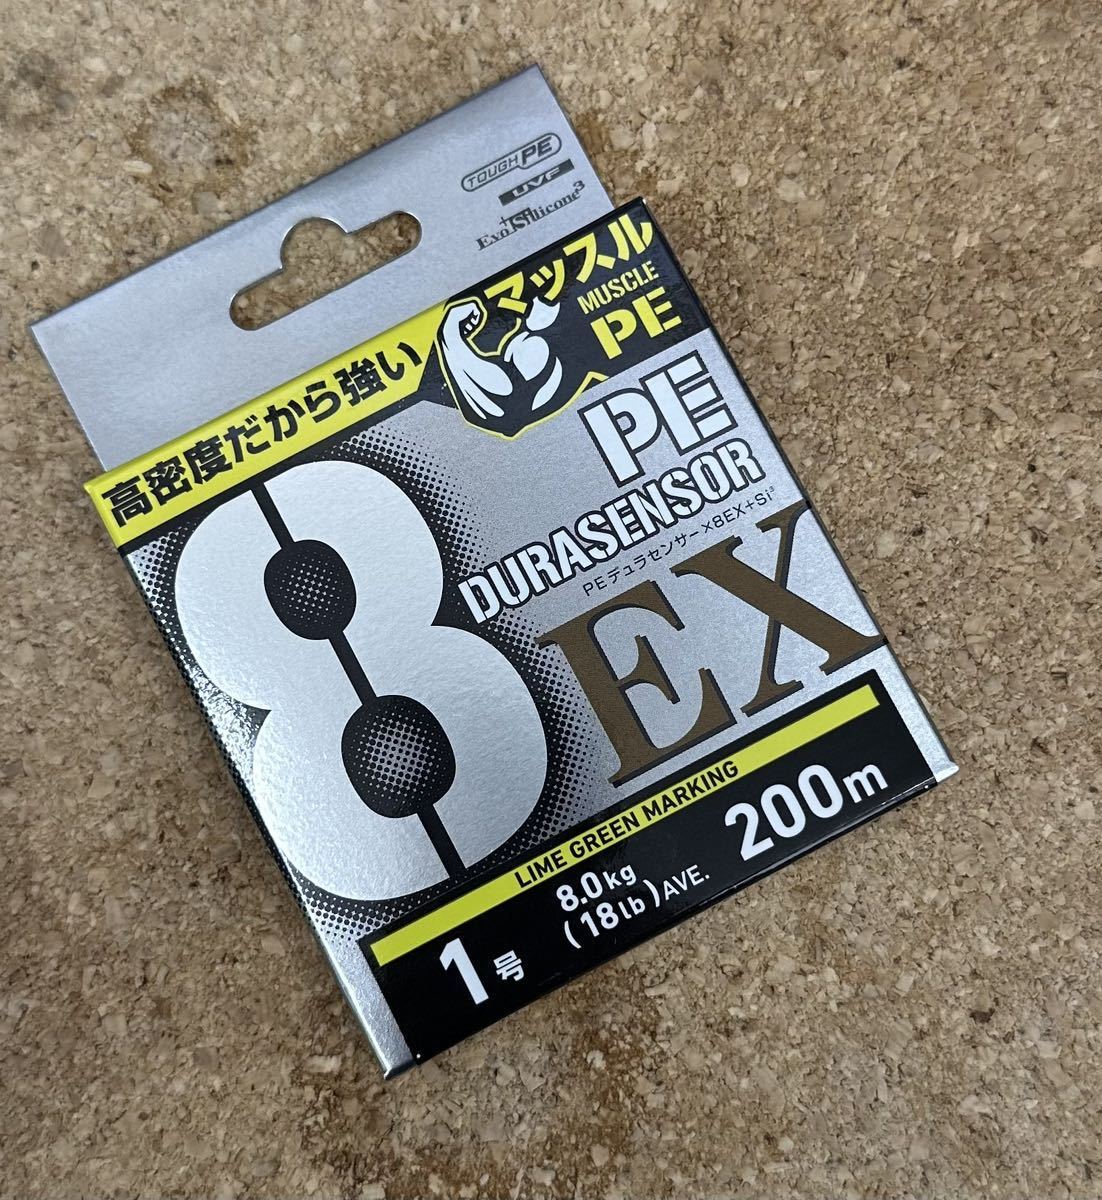 TOUGH PE
UVF
Evo+Silicone3
マッスル
MUSCLE
PE
高密度だから強い
PE
DURASENSOR
PEデュラセンサー×8EX+Si³
8
EX
LIME GREEN MARKING
1号
8.0kg
(18lb) AVE.
200m